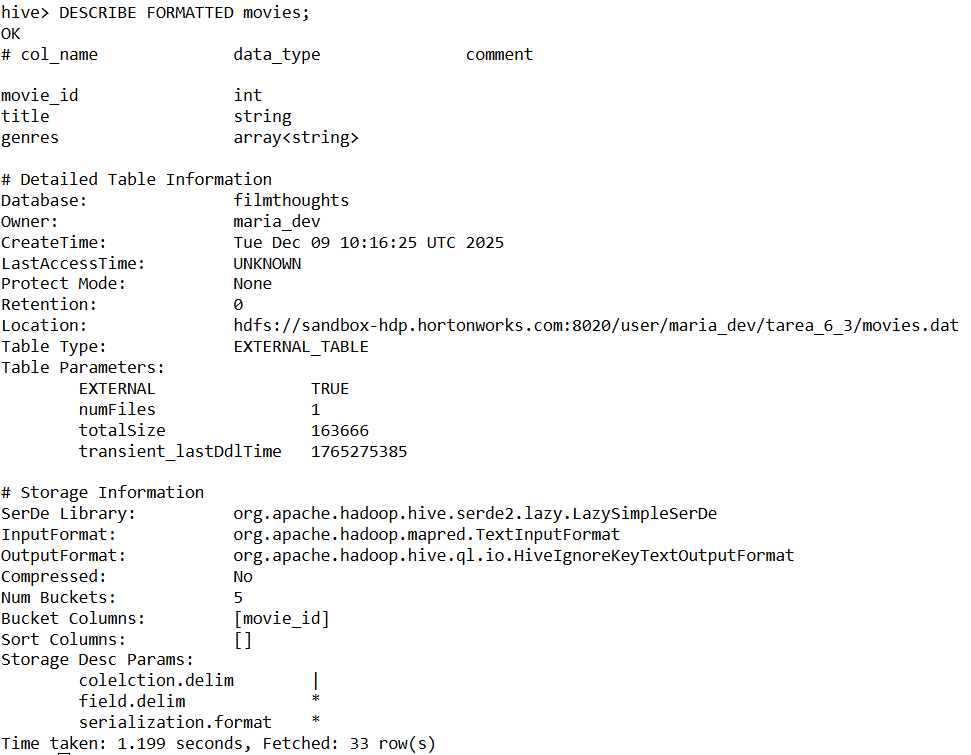 hive> DESCRIBE FORMATTED movies;
OK
# col_name data_type comment
movie_id int
title string
genres array<string>
# Detailed Table Information
Database: filmthoughts
Owner: maria_dev
CreateTime: Tue Dec 09 10:16:25 UTC 2025
LastAccessTime: UNKNOWN
Protect Mode: None
Retention: 0
Location: hdfs://sandbox-hdp.hortonworks.com:8020/user/maria_dev/tarea_6_3/movies.dat
Table Type: EXTERNAL_TABLE
Table Parameters:
EXTERNAL TRUE
numFiles 1
totalSize 163666
transient_lastDdlTime 1765275385
# Storage Information
SerDe Library: org.apache.hadoop.hive.serde2.lazy.LazySimpleSerDe
InputFormat: org.apache.hadoop.mapred.TextInputFormat
OutputFormat: org.apache.hadoop.hive.ql.io.HiveIgnoreKeyTextOutputFormat
Compressed: No
Num Buckets: 5
Bucket Columns: [movie_id]
Sort Columns: []
Storage Desc Params:
colelction.delim |
field.delim *
serialization.format *
Time taken: 1.199 seconds, Fetched: 33 row(s)